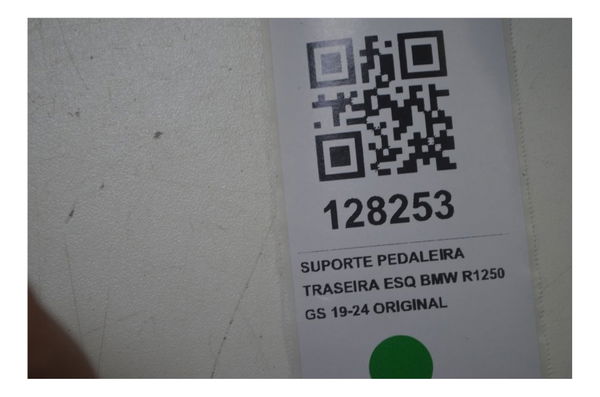 128253
SUPORTE PEDALEIRA
TRASEIRA ESQ BMW R1250
GS 19-24 ORIGINAL